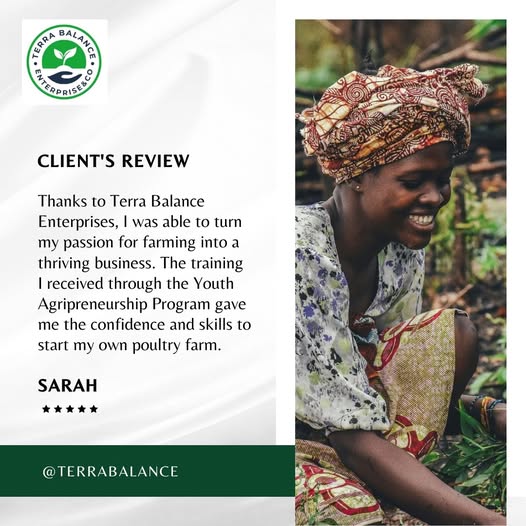 TERRA BALANCE
ENTERPRISE&CO
CLIENT'S REVIEW
Thanks to Terra Balance
Enterprises, I was able to turn
my passion for farming into a
thriving business. The training
I received through the Youth
Agripreneurship Program gave
me the confidence and skills to
start my own poultry farm.
SARAH
@TERRABALANCE